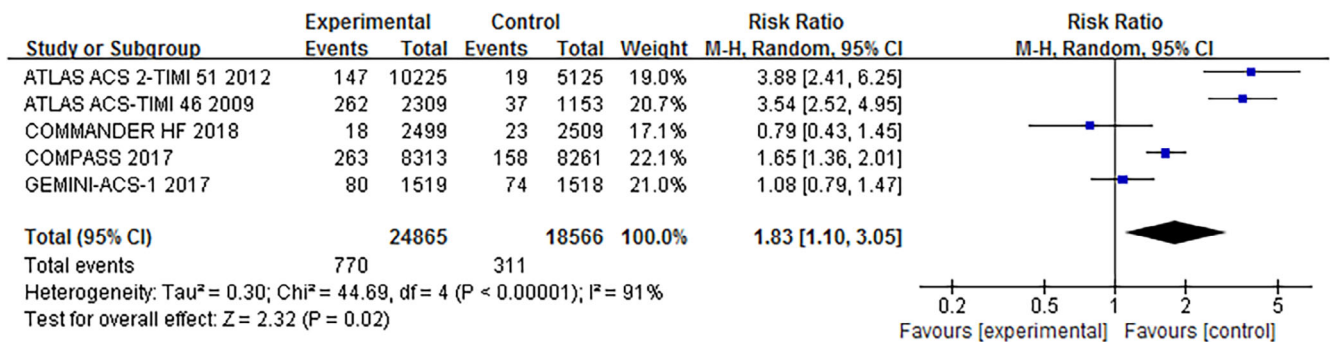 Experimental Control Risk Ratio Risk Ratio
Study or Subgroup Events Total Events Total Weight M-H, Random, 95% CI M-H, Random, 95% CI
ATLAS ACS 2-TIMI 51 2012 147 10225 19 5125 19.0% 3.88 [2.41, 6.25]
ATLAS ACS-TIMI 46 2009 262 2309 37 1153 20.7% 3.54 [2.52, 4.95]
COMMANDER HF 2018 18 2499 23 2509 17.1% 0.79 [0.43, 1.45]
COMPASS 2017 263 8313 158 8261 22.1% 1.65 [1.36, 2.01]
GEMINI-ACS-1 2017 80 1519 74 1518 21.0% 1.08 [0.79, 1.47]
Total (95% CI) 24865 18566 100.0% 1.83 [1.10, 3.05]
Total events 770 311
Heterogeneity: Tau² = 0.30; Chi² = 44.69, df = 4 (P < 0.00001); I² = 91%
Test for overall effect: Z = 2.32 (P = 0.02)
0.2 0.5 1 2 5
Favours [experimental] Favours [control]